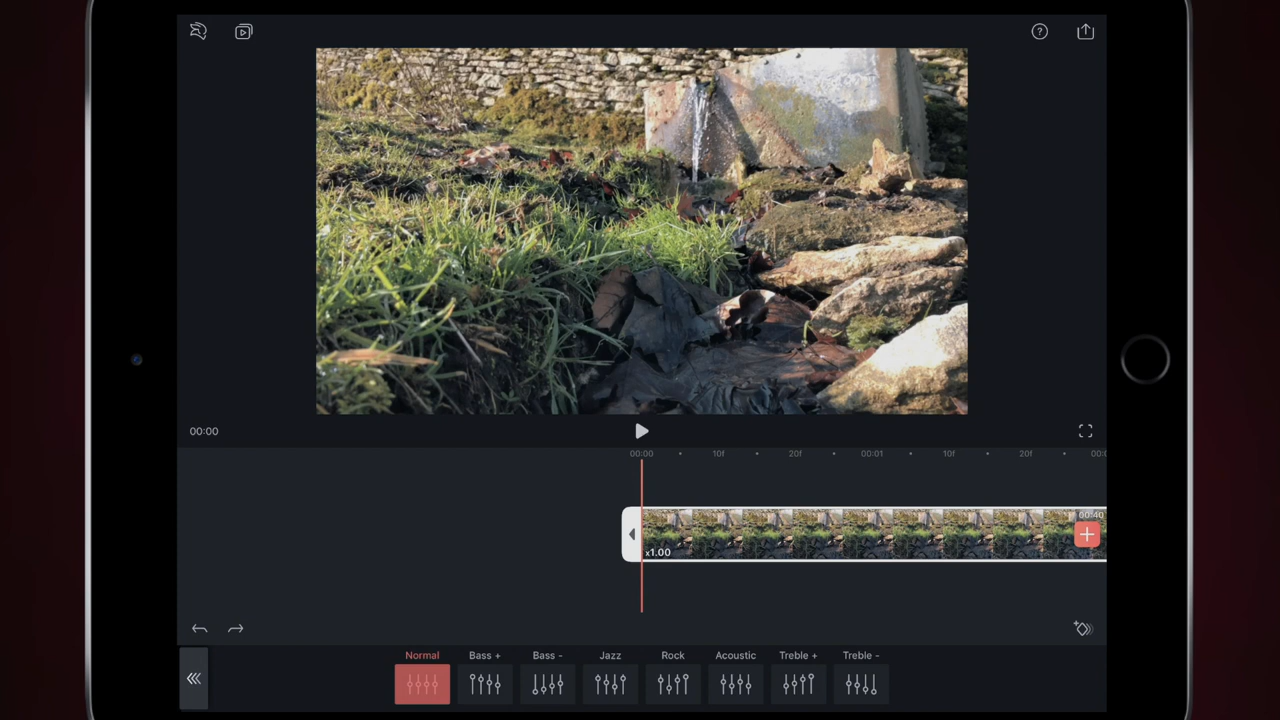 00:00
00:00 10f 20f 00:01 10f 20f
00:40
x1.00
Normal Bass + Bass - Jazz Rock Acoustic Treble + Treble -